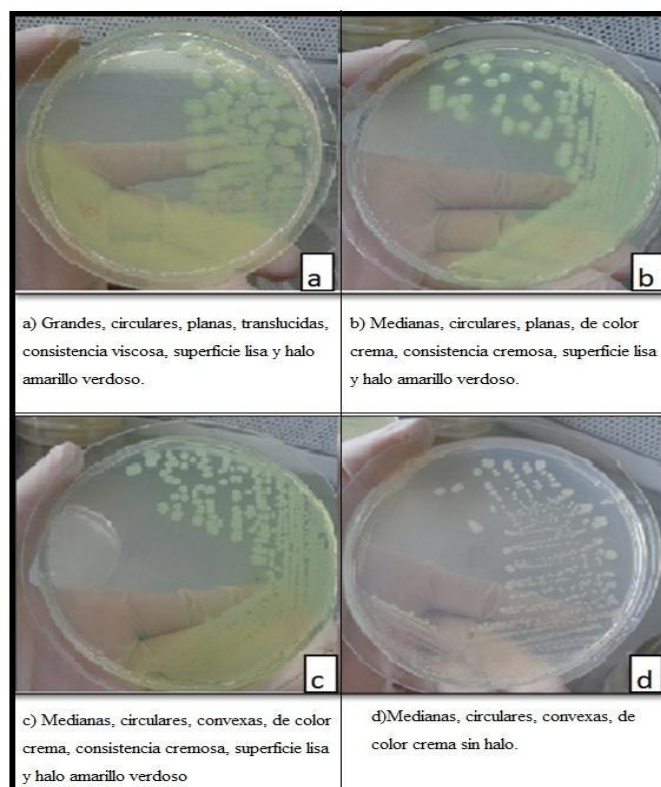 a
b
a) Grandes, circulares, planas, translucidas,
consistencia viscosa, superficie lisa y halo
amarillo verdoso.
b) Medianas, circulares, planas, de color
crema, consistencia cremosa, superficie lisa
y halo amarillo verdoso.
c
d
c) Medianas, circulares, convexas, de color
crema, consistencia cremosa, superficie lisa
y halo amarillo verdoso
d)Medianas, circulares, convexas, de
color crema sin halo.